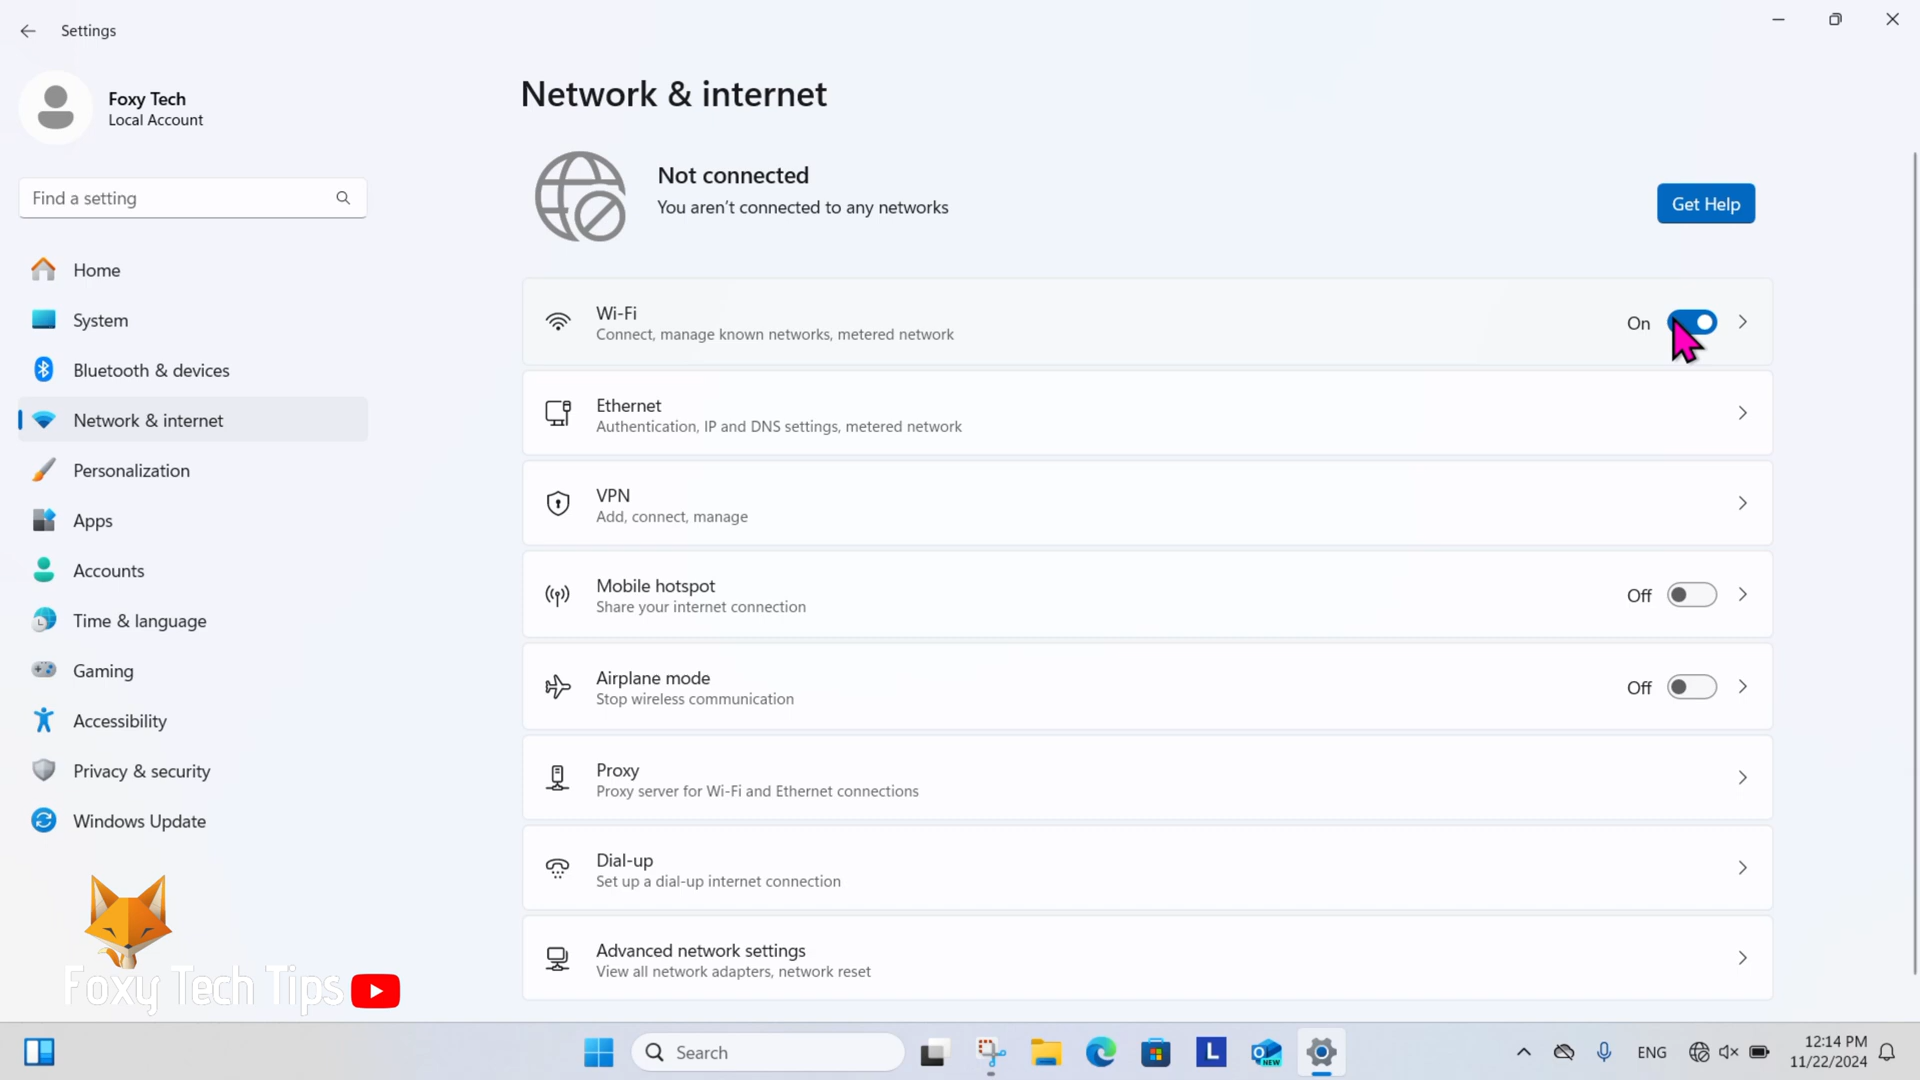 Settings
Foxy Tech
Local Account
Find a setting
Home
System
Bluetooth & devices
Network & internet
Personalization
Apps
Accounts
Time & language
Gaming
Accessibility
Privacy & security
Windows Update
Foxy Tech Tips
Network & internet
Not connected
You aren't connected to any networks
Get Help
Wi-Fi
Connect, manage known networks, metered network
On
Ethernet
Authentication, IP and DNS settings, metered network
VPN
Add, connect, manage
Mobile hotspot
Share your internet connection
Off
Airplane mode
Stop wireless communication
Off
Proxy
Proxy server for Wi-Fi and Ethernet connections
Dial-up
Set up a dial-up internet connection
Advanced network settings
View all network adapters, network reset
Search
L
NEW
ENG
12:14 PM
11/22/2024